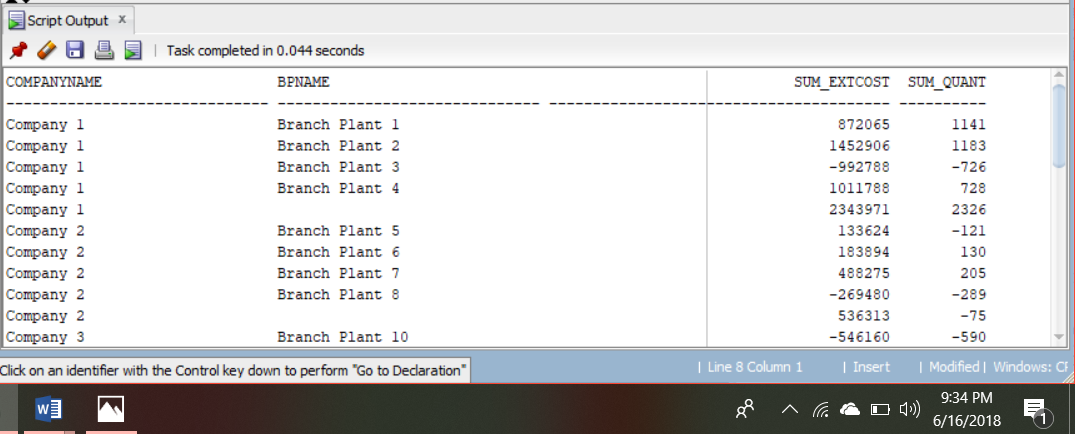 Script Output x
Task completed in 0.044 seconds
COMPANYNAME BPNAME SUM_EXTCOST SUM_QUANT
Company 1 Branch Plant 1 872065 1141
Company 1 Branch Plant 2 1452906 1183
Company 1 Branch Plant 3 -992788 -726
Company 1 Branch Plant 4 1011788 728
Company 1 2343971 2326
Company 2 Branch Plant 5 133624 -121
Company 2 Branch Plant 6 183894 130
Company 2 Branch Plant 7 488275 205
Company 2 Branch Plant 8 -269480 -289
Company 2 536313 -75
Company 3 Branch Plant 10 -546160 -590
Click on an identifier with the Control key down to perform "Go to Declaration" | Line 8 Column 1 | Insert | Modified | Windows:
9:34 PM
6/16/2018
1